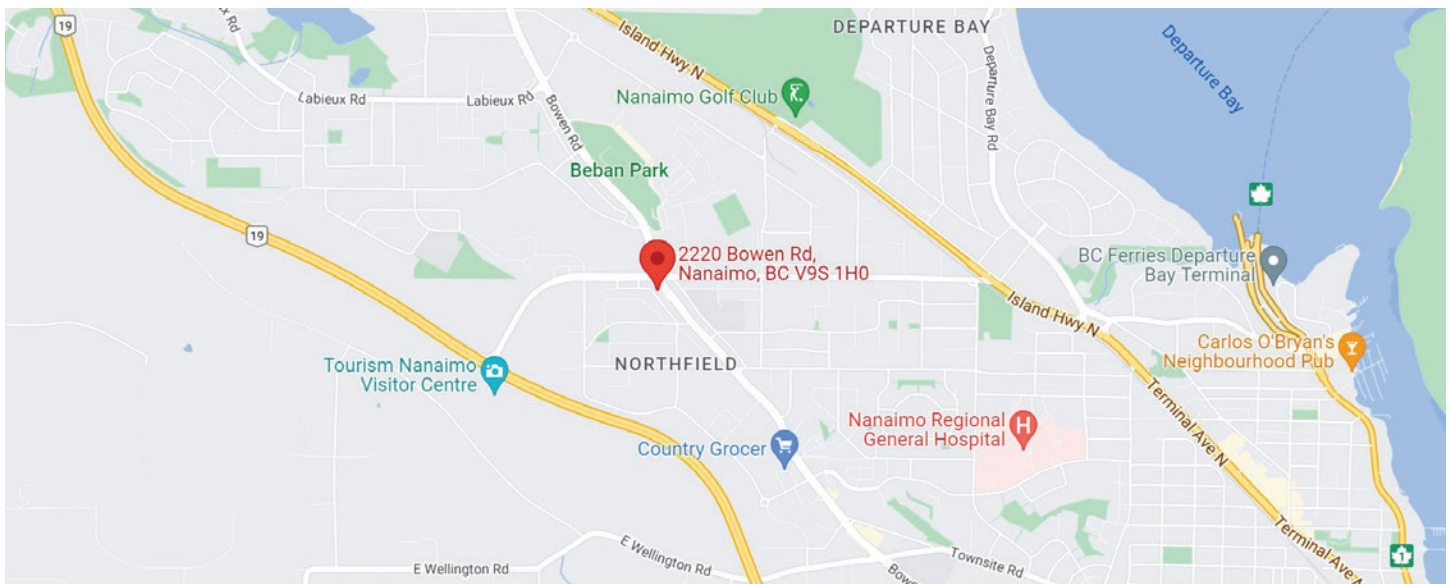 19
x Rd
Island Hwy N
DEPARTURE BAY
Departure Bay
Departure Bay Rd
Labieux Rd
Labieux Rd
Bowen Rd
Nanaimo Golf Club
Beban Park
19
2220 Bowen Rd,
Nanaimo, BC V9S 1H0
BC Ferries Departure
Bay Terminal
Island Hwy N
Tourism Nanaimo
Visitor Centre
NORTHFIELD
Carlos O'Bryan's
Neighbourhood Pub
Terminal Ave N
Nanaimo Regional
General Hospital
H
Country Grocer
Terminal Ave
E Wellington Rd
E Wellington Rd
Townsite Rd
Bowe
1